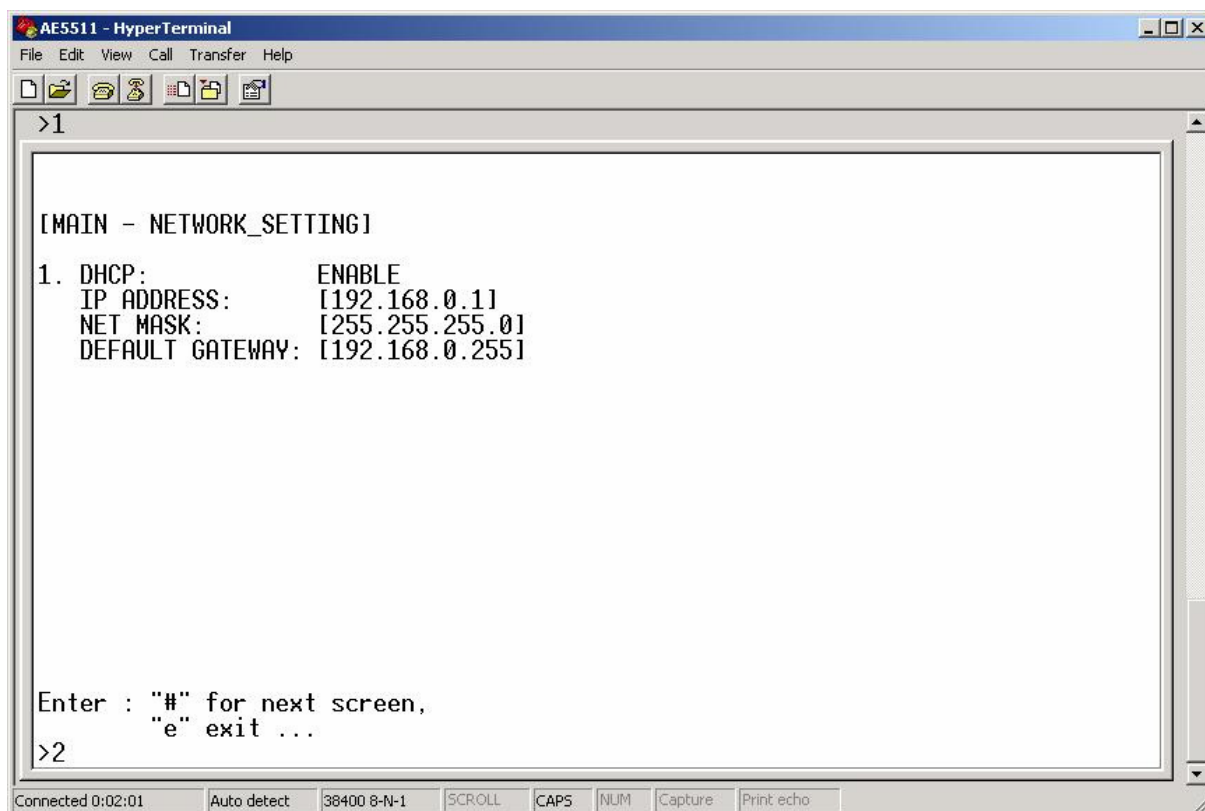 AE5511 - HyperTerminal
File Edit View Call Transfer Help
>1
[MAIN - NETWORK_SETTING]
1. DHCP: ENABLE
IP ADDRESS: [192.168.0.1]
NET MASK: [255.255.255.0]
DEFAULT GATEWAY: [192.168.0.255]
Enter : "#" for next screen,
"e" exit ...
>2
Connected 0:02:01 Auto detect 38400 8-N-1 SCROLL CAPS NUM Capture Print echo